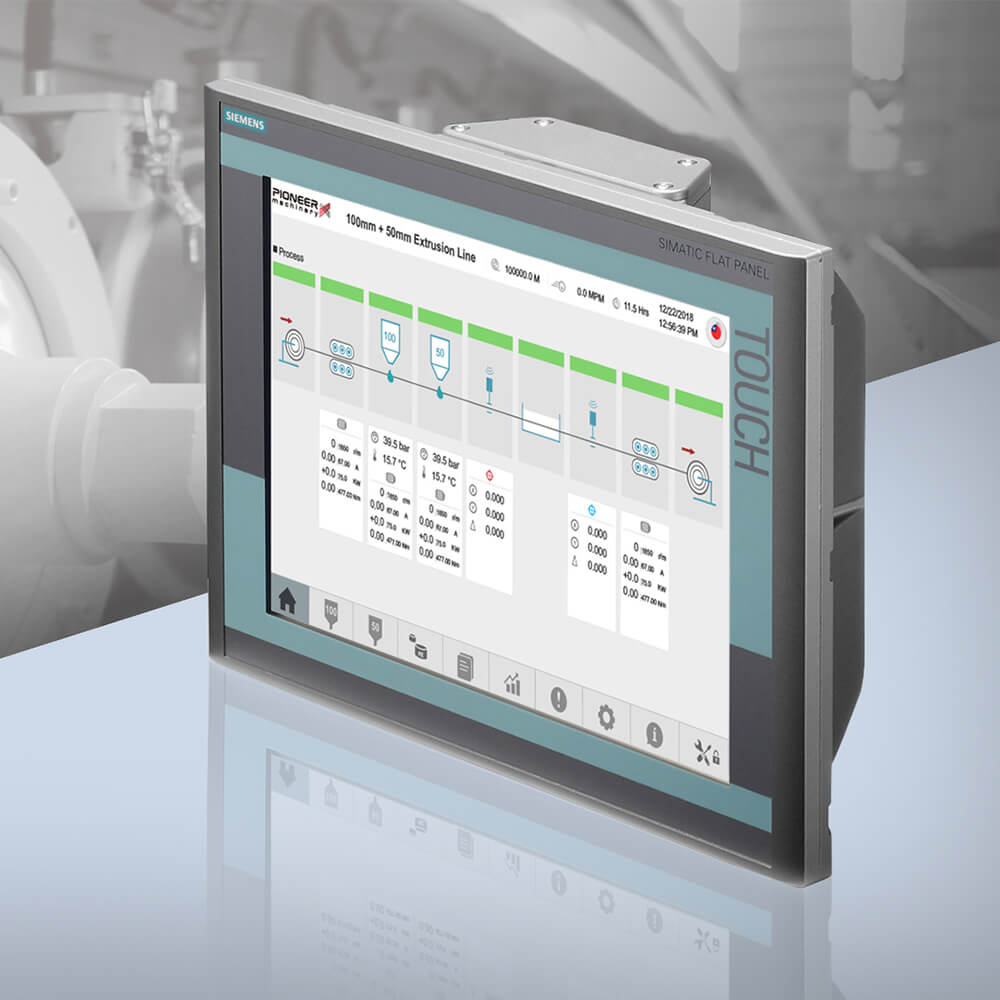 SIEMENS
SIMATIC FLAT PANEL
TOUCH
PIONEER
machinery
100mm + 50mm Extrusion Line
100000.0 M
0.0 MPM
11.5 Hrs
12/22/2018
12:56:39 PM
Process
100
50
0 1850 r/m
0.00 67.00 A
+0.0 75.0 KW
0.00 477.00 Nm
39.5 bar
15.7 °C
0 1850 r/m
0.00 67.00 A
+0.0 75.0 KW
0.00 477.00 Nm
39.5 bar
15.7 °C
0 1850 r/m
0.00 67.00 A
+0.0 75.0 KW
0.00 477.00 Nm
0.000
0.000
0.000
0.000
0.000
0.000
0 1850 r/m
0.00 67.00 A
+0.0 75.0 KW
0.00 477.00 Nm
100
50
PE